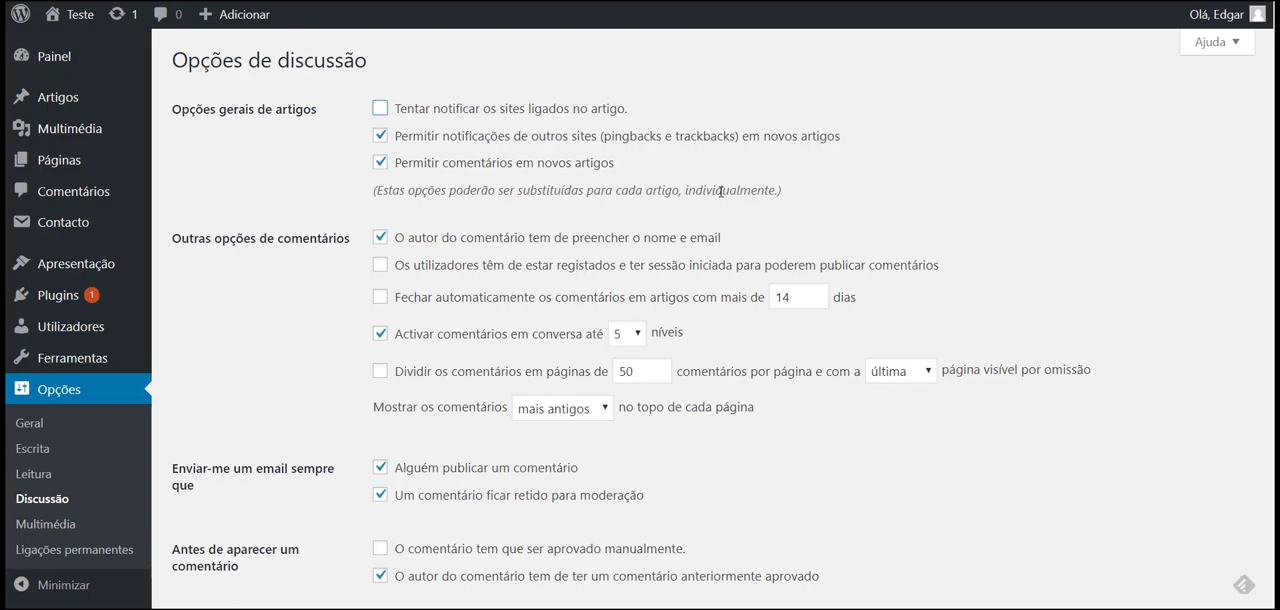 Teste 1 0 Adicionar Olá, Edgar
Ajuda
Painel
Artigos
Multimédia
Páginas
Comentários
Contacto
Apresentação
Plugins 1
Utilizadores
Ferramentas
Opções
Geral
Escrita
Leitura
Discussão
Multimédia
Ligações permanentes
Minimizar
Opções de discussão
Opções gerais de artigos
Tentar notificar os sites ligados no artigo.
Permitir notificações de outros sites (pingbacks e trackbacks) em novos artigos
Permitir comentários em novos artigos
(Estas opções poderão ser substituídas para cada artigo, individualmente.)
Outras opções de comentários
O autor do comentário tem de preencher o nome e email
Os utilizadores têm de estar registados e ter sessão iniciada para poderem publicar comentários
Fechar automaticamente os comentários em artigos com mais de 14 dias
Activar comentários em conversa até 5 níveis
Dividir os comentários em páginas de 50 comentários por página e com a última página visível por omissão
Mostrar os comentários mais antigos no topo de cada página
Enviar-me um email sempre
que
Alguém publicar um comentário
Um comentário ficar retido para moderação
Antes de aparecer um
comentário
O comentário tem que ser aprovado manualmente.
O autor do comentário tem de ter um comentário anteriormente aprovado